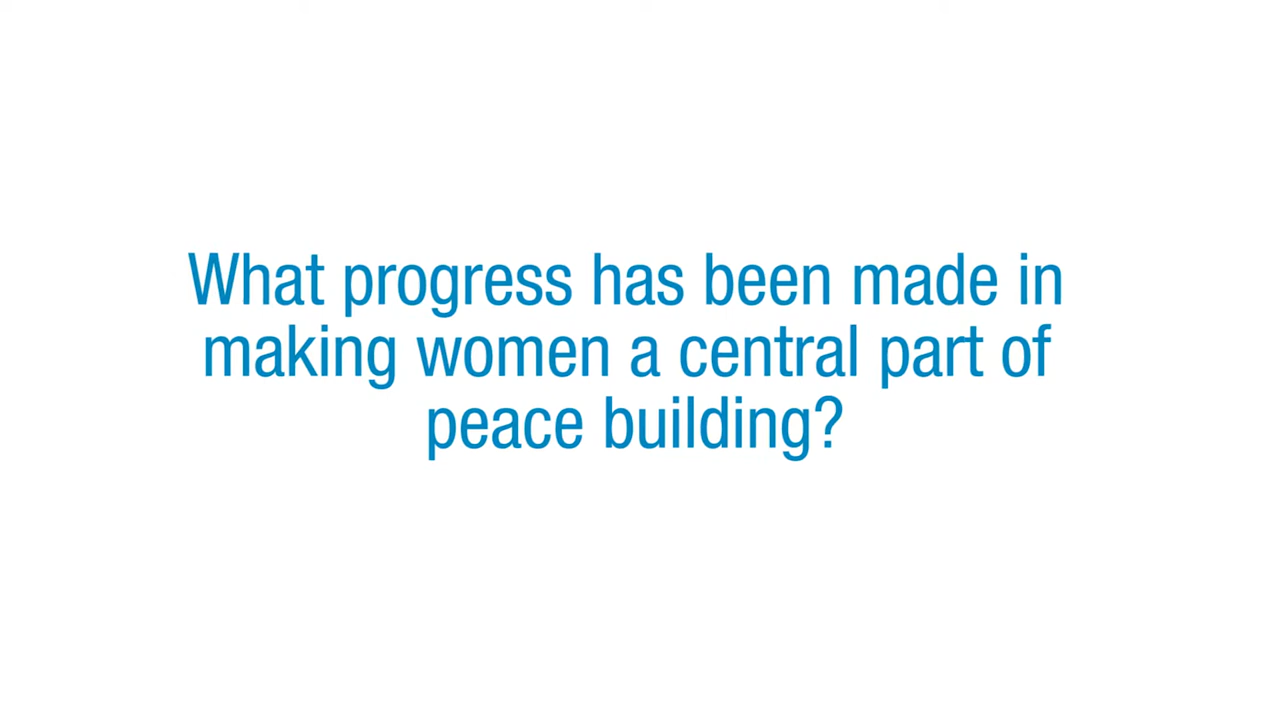 What progress has been made in
making women a central part of
peace building?